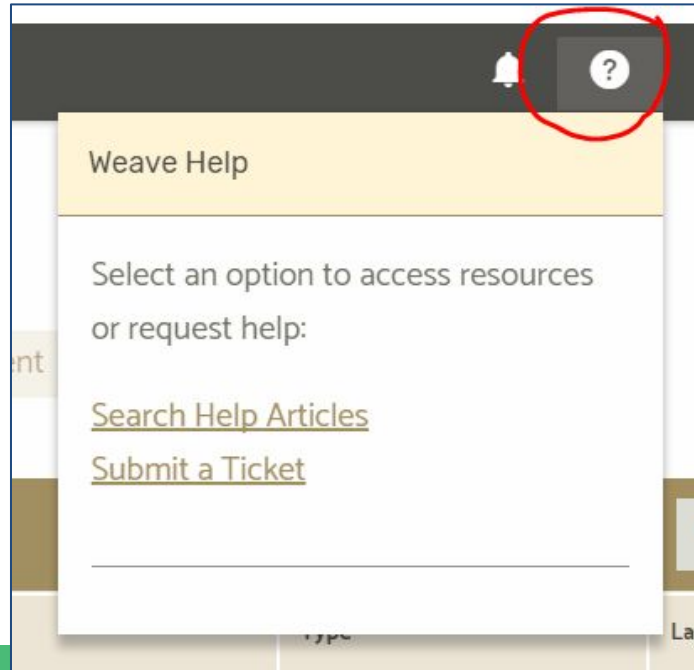 ?
Weave Help
Select an option to access resources
or request help:
Search Help Articles
Submit a Ticket